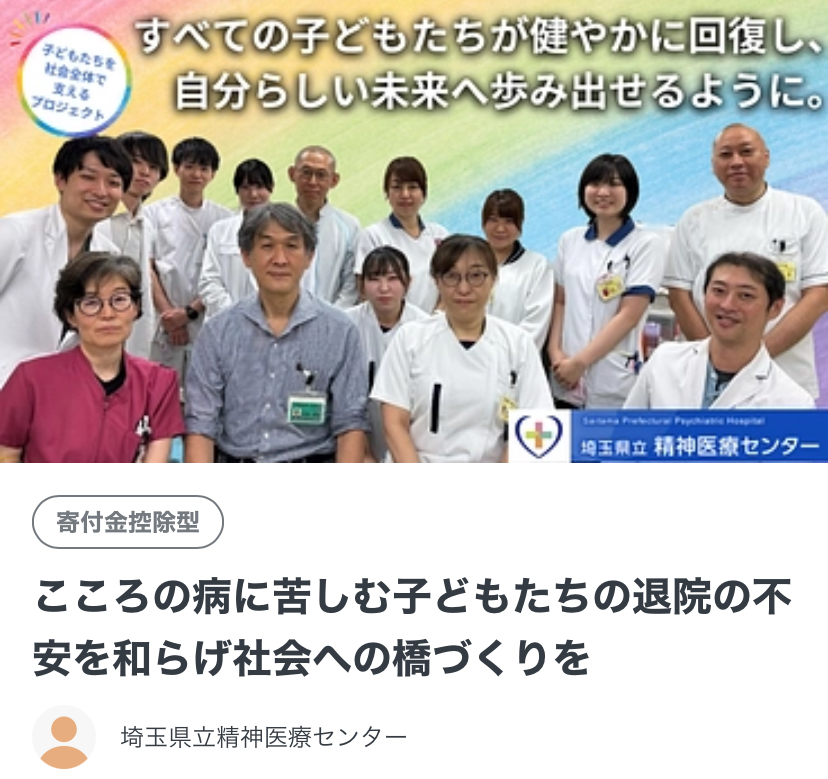 子どもたちを
社会全体で
支える
プロジェクト
すべての子どもたちが健やかに回復し、
自分らしい未来へ歩み出せるように。
Saitama Prefectural Psychiatric Hospital
埼玉県立 精神医療センター
寄付金控除型
こころの病に苦しむ子どもたちの退院の不
安を和らげ社会への橋づくりを
埼玉県立精神医療センター